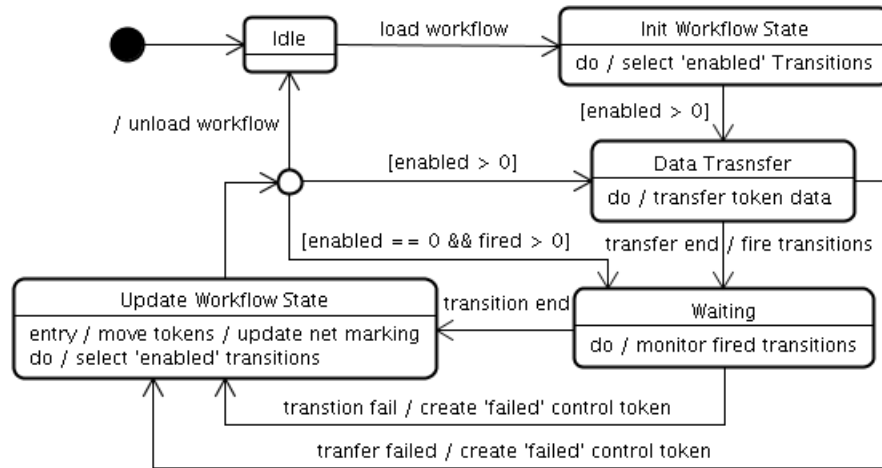 Idle
load workflow
Init Workflow State
do / select 'enabled' Transitions
/ unload workflow
[enabled > 0]
[enabled > 0]
Data Trasnsfer
do / transfer token data
[enabled == 0 && fired > 0]
transfer end / fire transitions
Update Workflow State
entry / move tokens / update net marking
do / select 'enabled' transitions
transition end
Waiting
do / monitor fired transitions
transtion fail / create 'failed' control token
tranfer failed / create 'failed' control token